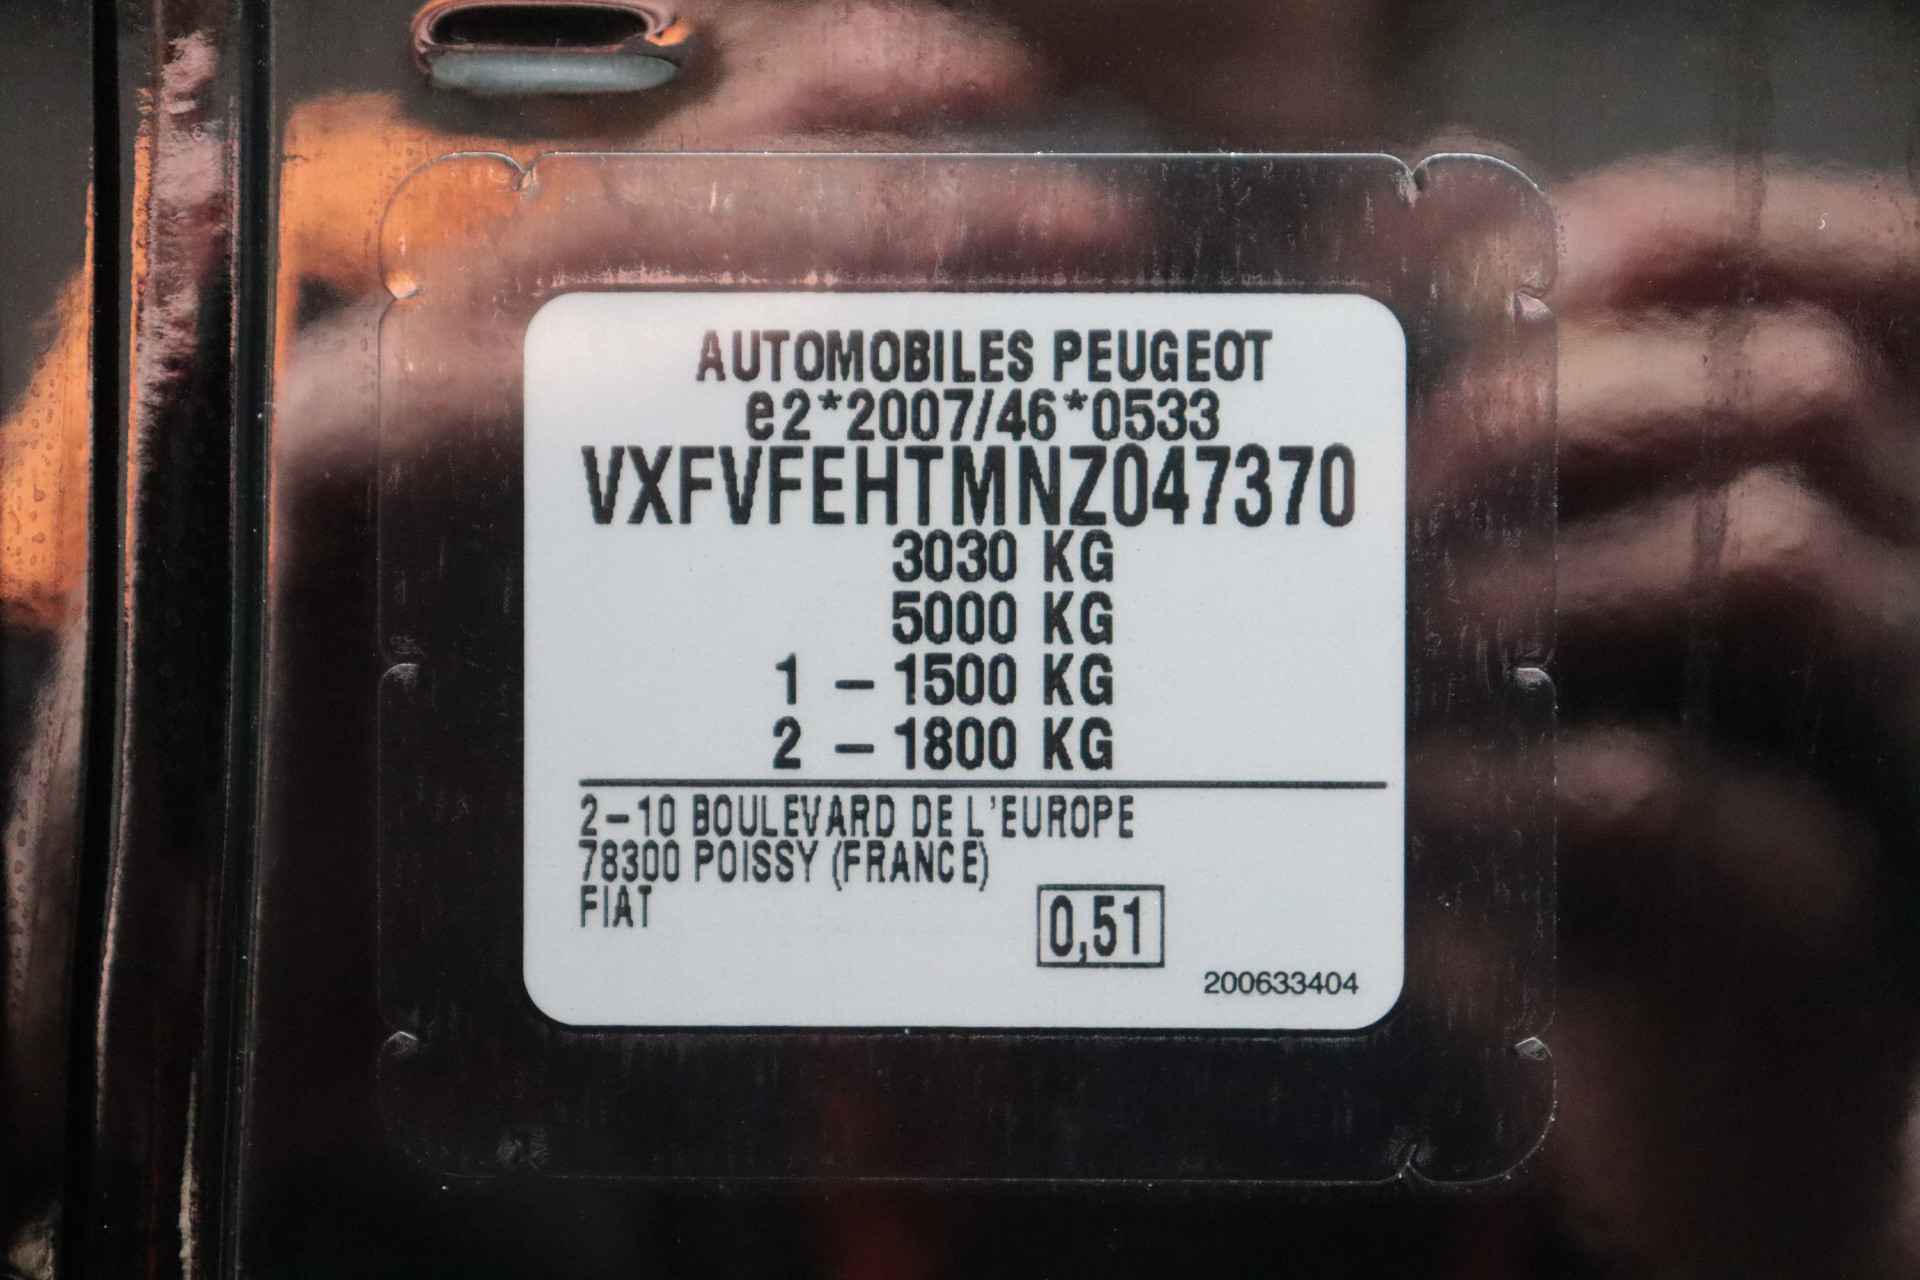 AUTOMOBILES PEUGEOT
e2*2007/46*0533
VXFVFEHTMNZ047370
3030 KG
5000 KG
1 – 1500 KG
2 – 1800 KG
2–10 BOULEVARD DE L'EUROPE
78300 POISSY (FRANCE)
FIAT
0,51
200633404